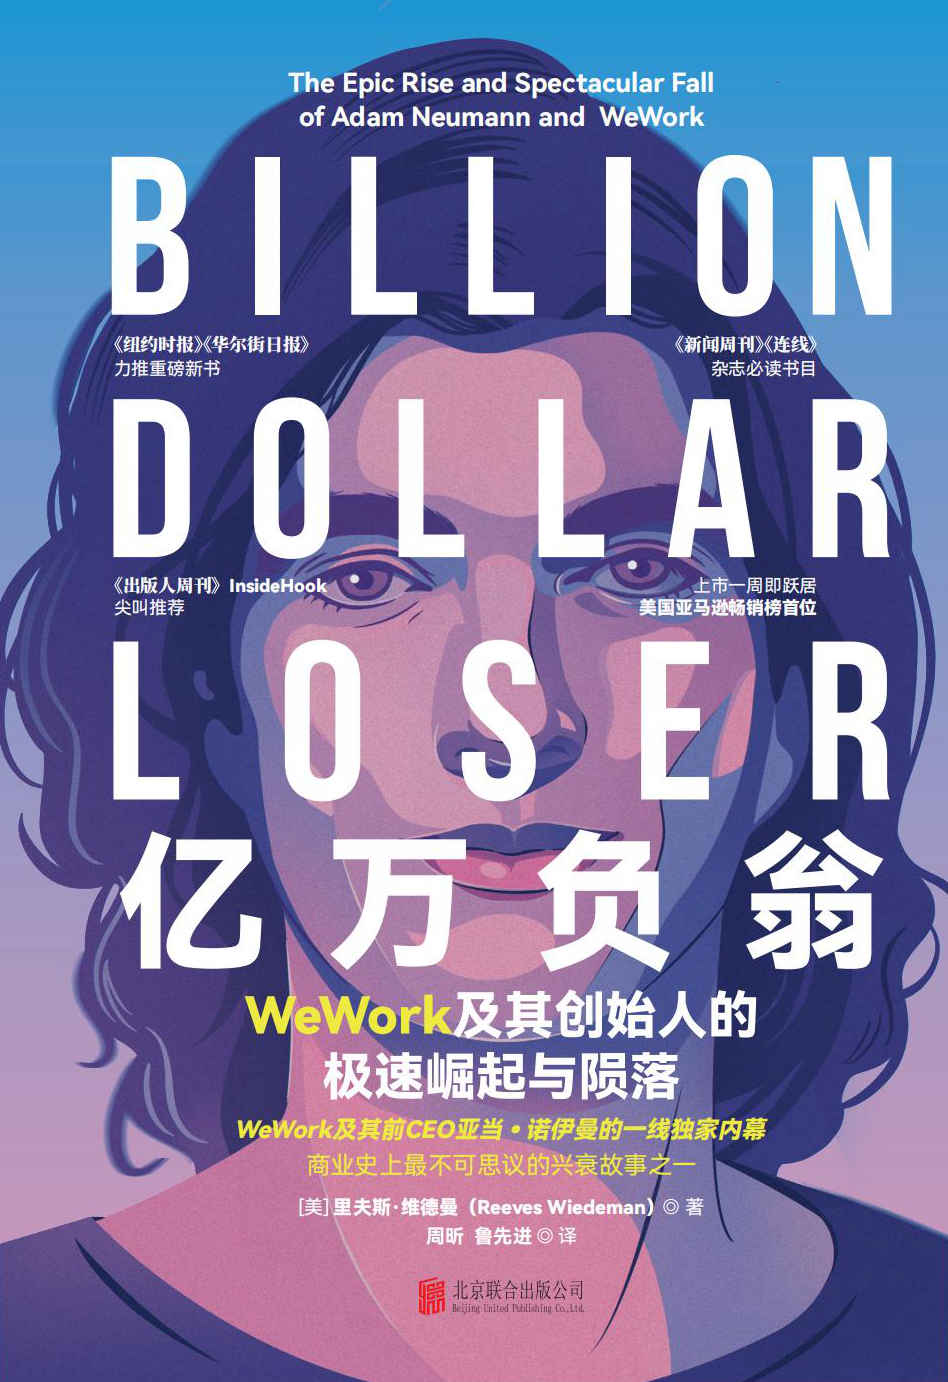 The Epic Rise and Spectacular Fall
of Adam Neumann and WeWork
BILLION
《纽约时报》《华尔街日报》
力推重磅新书
《新闻周刊》《连线》
杂志必读书目
DOLLAR
《出版人周刊》InsideHook
尖叫推荐
上市一周即跃居
美国亚马逊畅销榜首位
LOSER
亿万负翁
WeWork及其创始人的
极速崛起与陨落
WeWork及其前CEO亚当·诺伊曼的一线独家内幕
商业史上最不可思议的兴衰故事之一
[美]里夫斯·维德曼（Reeves Wiedeman）◎ 著
周昕 鲁先进 ◎ 译
北京联合出版公司
Beijing United Publishing Co.,Ltd.